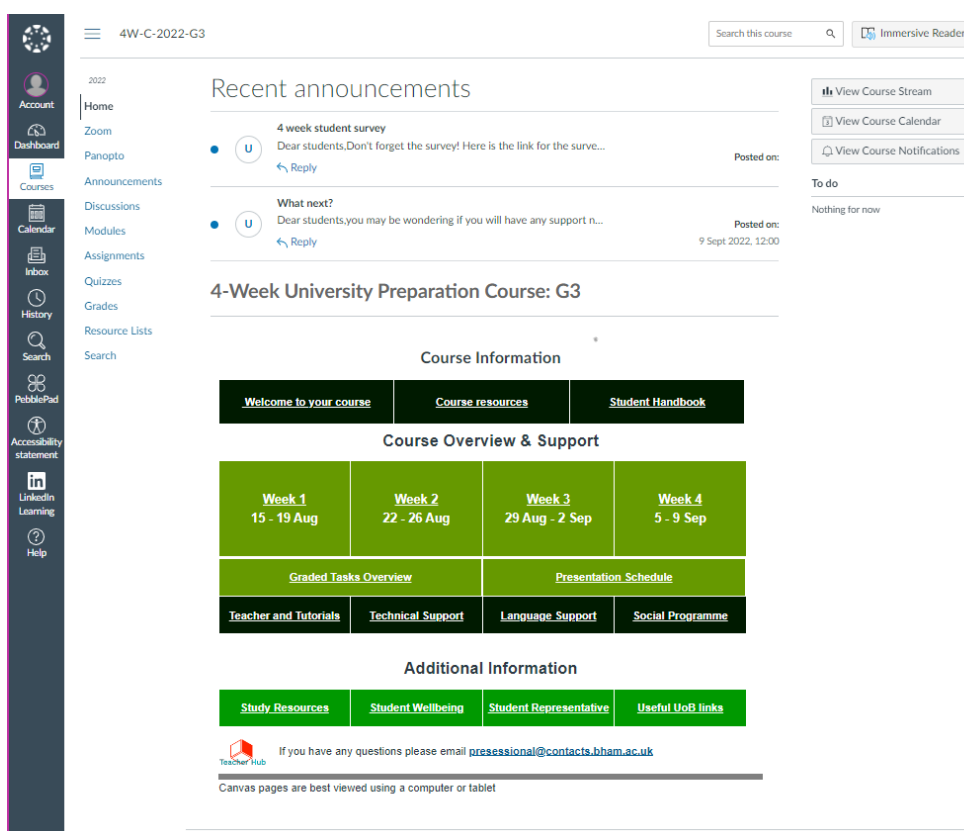 4W-C-2022-G3
Search this course
Immersive Reader
Account
Dashboard
Courses
Calendar
Inbox
History
Search
PebblePad
Accessibility
statement
in
LinkedIn
Learning
Help
2022
Home
Zoom
Panopto
Announcements
Discussions
Modules
Assignments
Quizzes
Grades
Resource Lists
Search
Recent announcements
U
4 week student survey
Dear students,Don't forget the survey! Here is the link for the surve...
Reply
Posted on:
U
What next?
Dear students,you may be wondering if you will have any support n...
Reply
Posted on:
9 Sept 2022, 12:00
4-Week University Preparation Course: G3
Course Information
Welcome to your course
Course resources
Student Handbook
Course Overview & Support
Week 1
15 - 19 Aug
Week 2
22 - 26 Aug
Week 3
29 Aug - 2 Sep
Week 4
5 - 9 Sep
Graded Tasks Overview
Presentation Schedule
Teacher and Tutorials
Technical Support
Language Support
Social Programme
Additional Information
Study Resources
Student Wellbeing
Student Representative
Useful UoB links
Teacher Hub
If you have any questions please email presessional@contacts.bham.ac.uk
Canvas pages are best viewed using a computer or tablet
View Course Stream
View Course Calendar
View Course Notifications
To do
Nothing for now